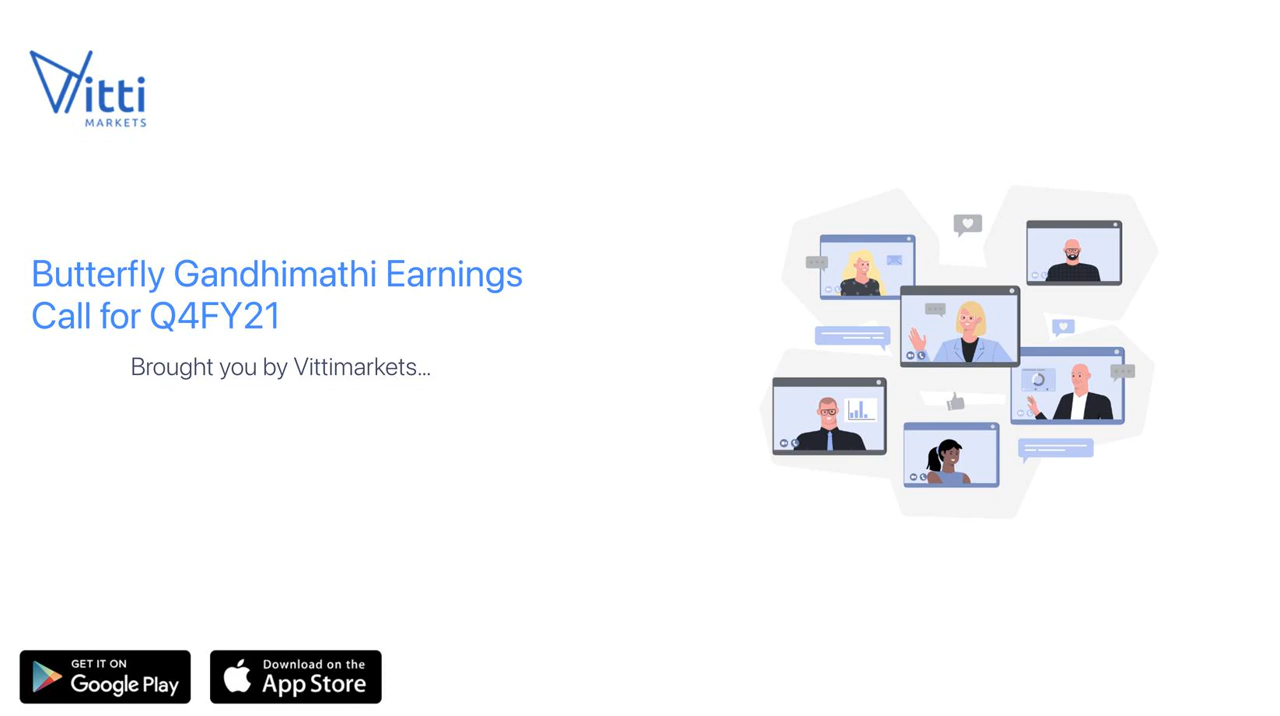 Vitti
MARKETS
Butterfly Gandhimathi Earnings
Call for Q4FY21
Brought you by Vittimarkets...
GET IT ON
Google Play
Download on the
App Store